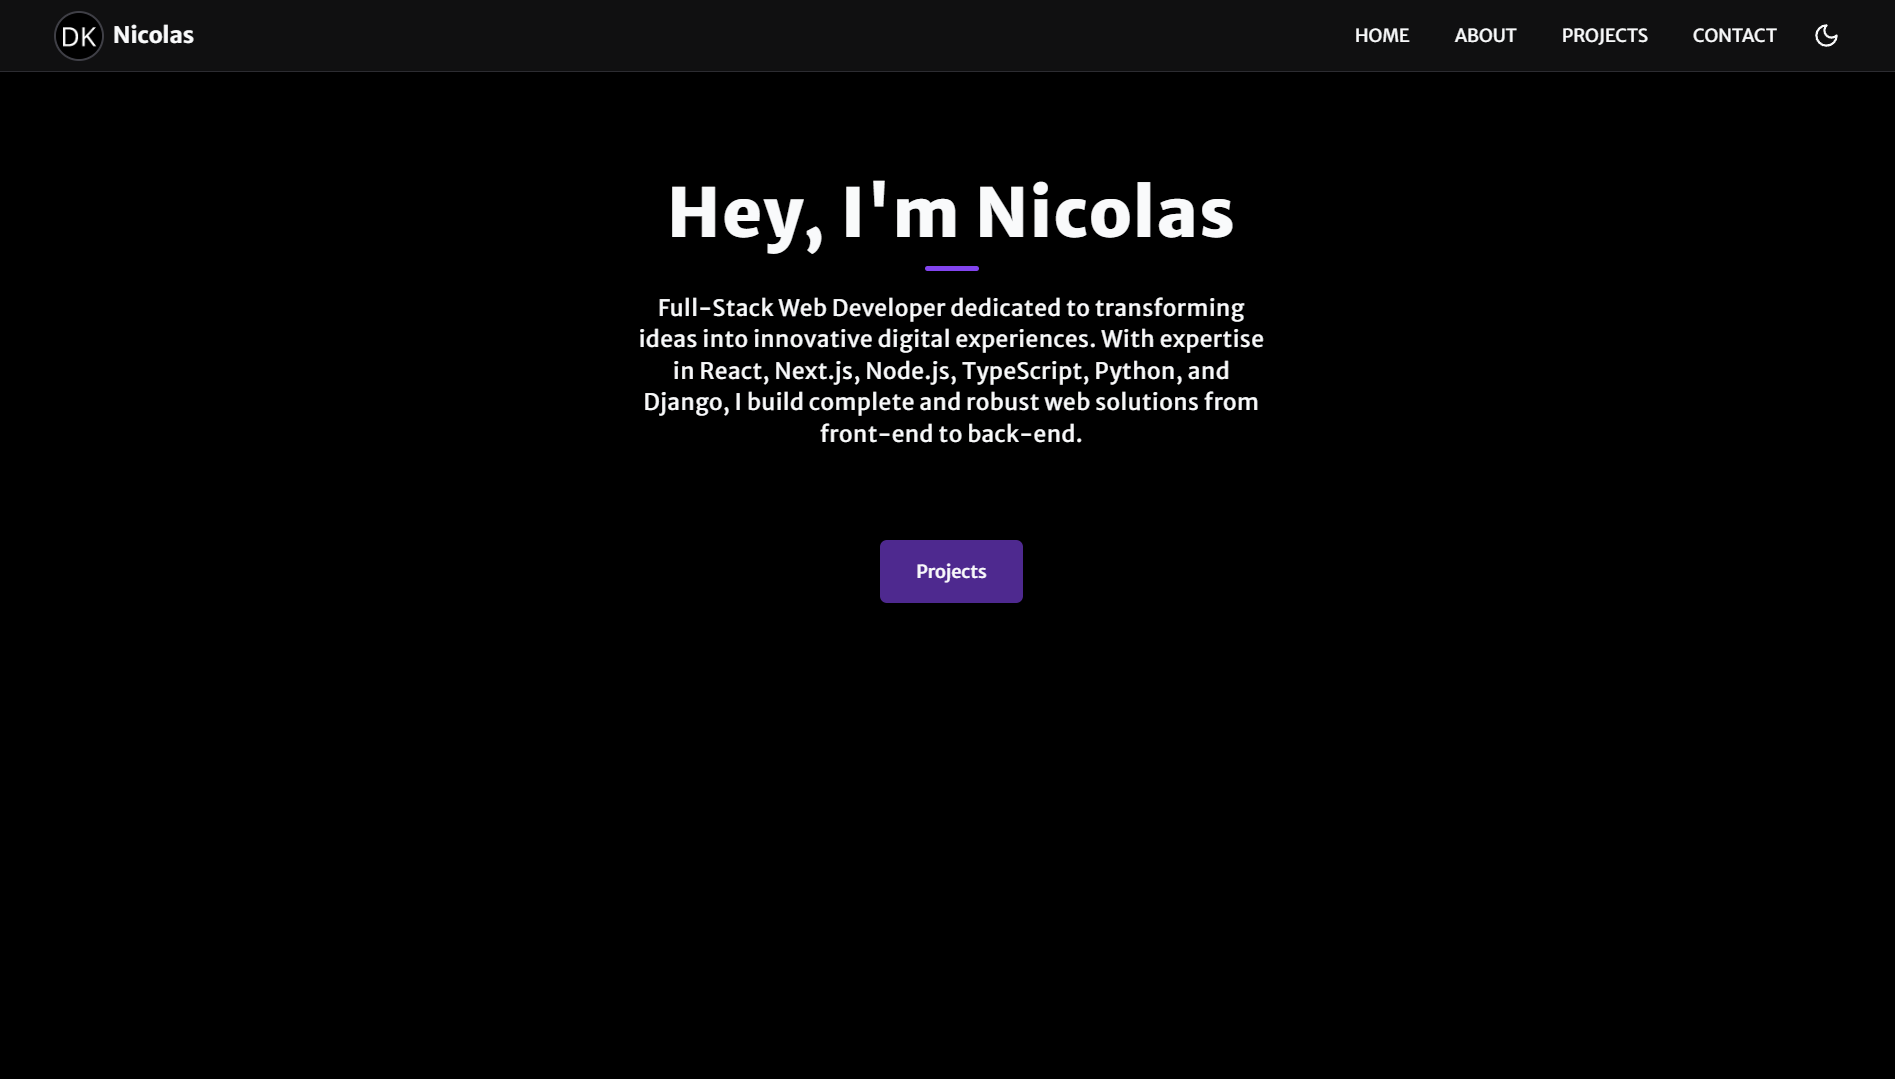 DK Nicolas HOME ABOUT PROJECTS CONTACT
Hey, I'm Nicolas
Full-Stack Web Developer dedicated to transforming
ideas into innovative digital experiences. With expertise
in React, Next.js, Node.js, TypeScript, Python, and
Django, I build complete and robust web solutions from
front-end to back-end.
Projects